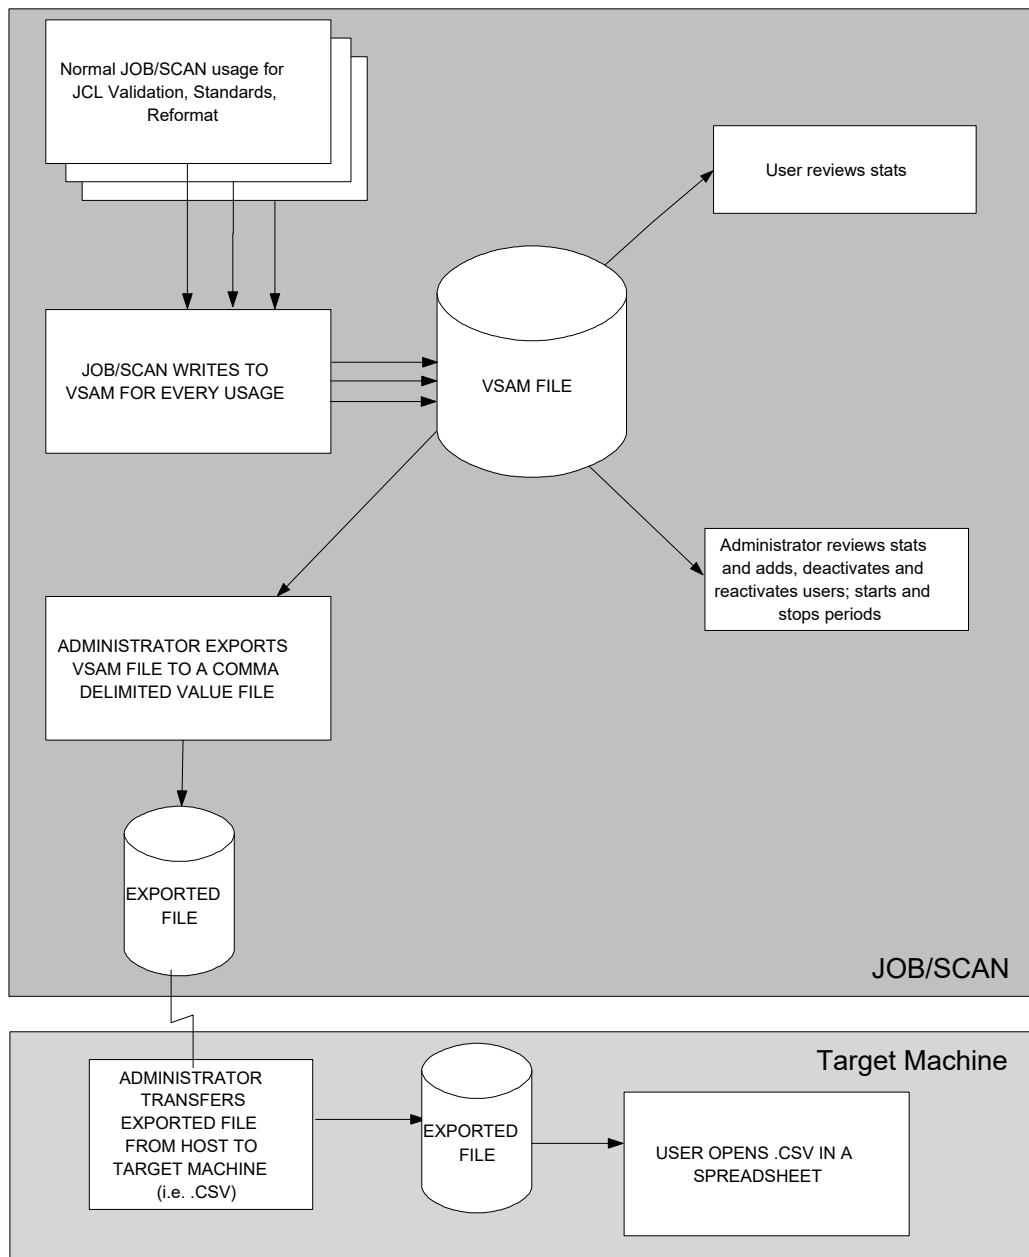 Normal JOB/SCAN usage for
JCL Validation, Standards,
Reformat
User reviews stats
JOB/SCAN WRITES TO
VSAM FOR EVERY USAGE
VSAM FILE
Administrator reviews stats
and adds, deactivates and
reactivates users; starts and
stops periods
ADMINISTRATOR EXPORTS
VSAM FILE TO A COMMA
DELIMITED VALUE FILE
EXPORTED
FILE
JOB/SCAN
Target Machine
ADMINISTRATOR
TRANSFERS
EXPORTED FILE
FROM HOST TO
TARGET MACHINE
(i.e. .CSV)
EXPORTED
FILE
USER OPENS .CSV IN A
SPREADSHEET